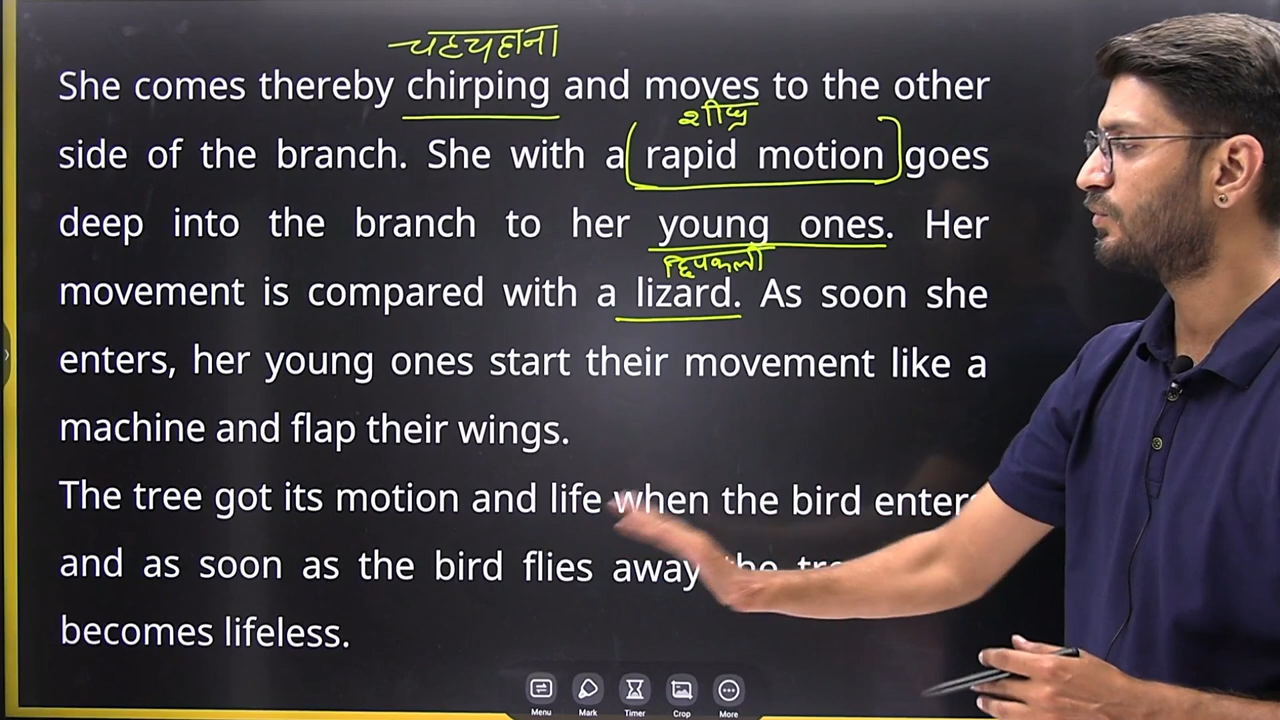 चहचहाना
She comes thereby chirping and moves to the other
शीघ्र
side of the branch. She with a rapid motion goes
deep into the branch to her young ones. Her
छिपकली
movement is compared with a lizard. As soon she
enters, her young ones start their movement like a
machine and flap their wings.
The tree got its motion and life when the bird enters
and as soon as the bird flies away the
becomes lifeless.
Menu Mark Timer Crop More